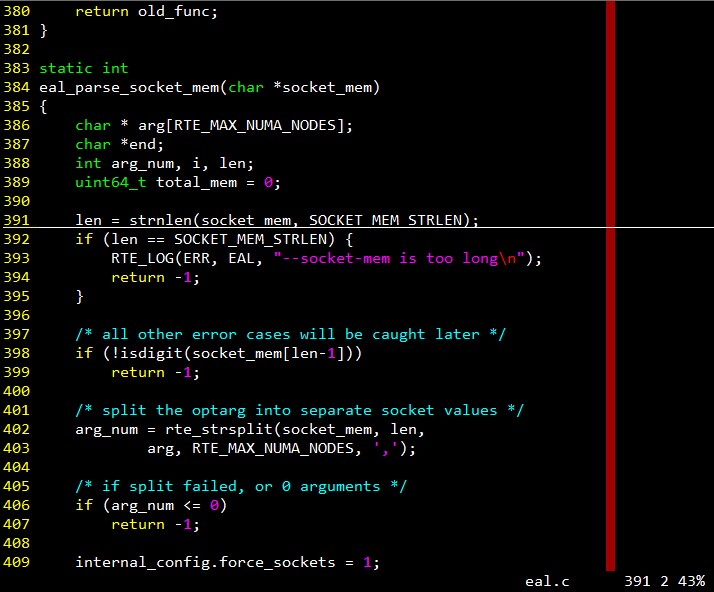 380     return old_func;
381 }
382
383 static int
384 eal_parse_socket_mem(char *socket_mem)
385 {
386     char * arg[RTE_MAX_NUMA_NODES];
387     char *end;
388     int arg_num, i, len;
389     uint64_t total_mem = 0;
390
391     len = strnlen(socket_mem, SOCKET_MEM_STRLEN);
392     if (len == SOCKET_MEM_STRLEN) {
393         RTE_LOG(ERR, EAL, "--socket-mem is too long\n");
394         return -1;
395     }
396
397     /* all other error cases will be caught later */
398     if (!isdigit(socket_mem[len-1]))
399         return -1;
400
401     /* split the optarg into separate socket values */
402     arg_num = rte_strsplit(socket_mem, len,
403             arg, RTE_MAX_NUMA_NODES, ',');
404
405     /* if split failed, or 0 arguments */
406     if (arg_num <= 0)
407         return -1;
408
409     internal_config.force_sockets = 1;
eal.c 391 2 43%